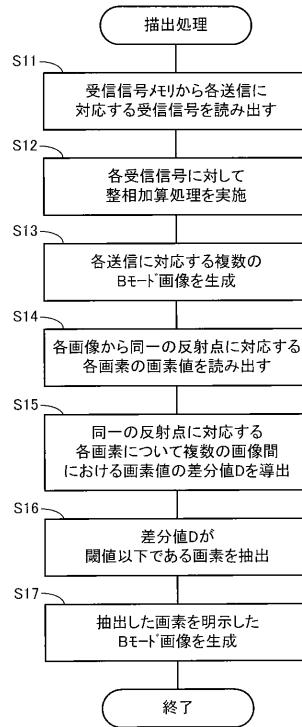 描出処理
S11
受信信号メモリから各送信に
対応する受信信号を読み出す
S12
各受信信号に対して
整相加算処理を実施
S13
各送信に対応する複数の
Bモード画像を生成
S14
各画像から同一の反射点に対応する
各画素の画素値を読み出す
S15
同一の反射点に対応する
各画素について複数の画像間
における画素値の差分値Dを導出
S16
差分値Dが
閾値以下である画素を抽出
S17
抽出した画素を明示した
Bモード画像を生成
終了